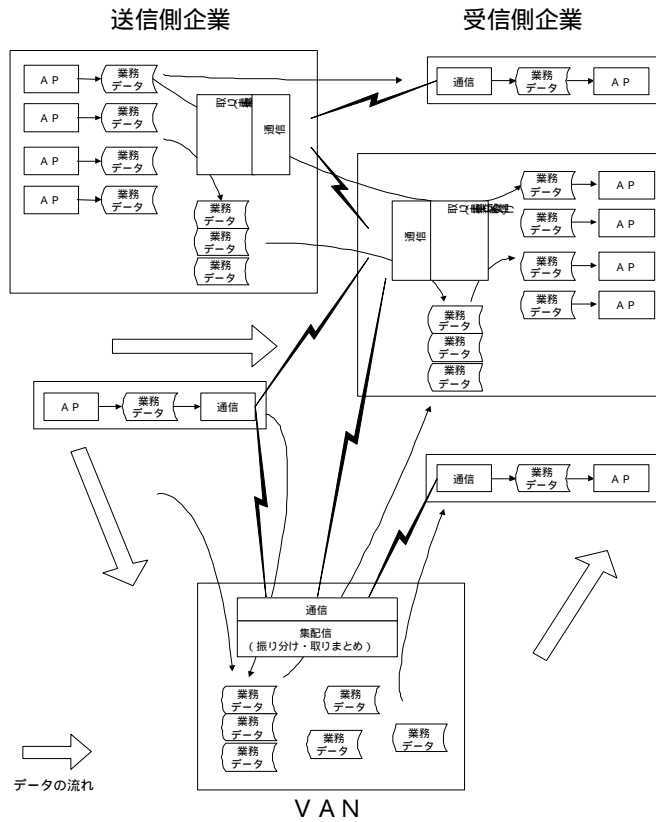 送信側企業
受信側企業
ＡＰ
業務
データ
ＡＰ
業務
データ
ＡＰ
業務
データ
ＡＰ
業務
データ
通信
業務
データ
業務
データ
業務
データ
通信
業務
データ
ＡＰ
通信
業務
データ
ＡＰ
業務
データ
ＡＰ
業務
データ
ＡＰ
業務
データ
ＡＰ
業務
データ
業務
データ
業務
データ
ＡＰ
業務
データ
通信
通信
業務
データ
ＡＰ
通信
集配信
（振り分け・取りまとめ）
業務
データ
業務
データ
業務
データ
業務
データ
業務
データ
業務
データ
データの流れ
ＶＡＮ